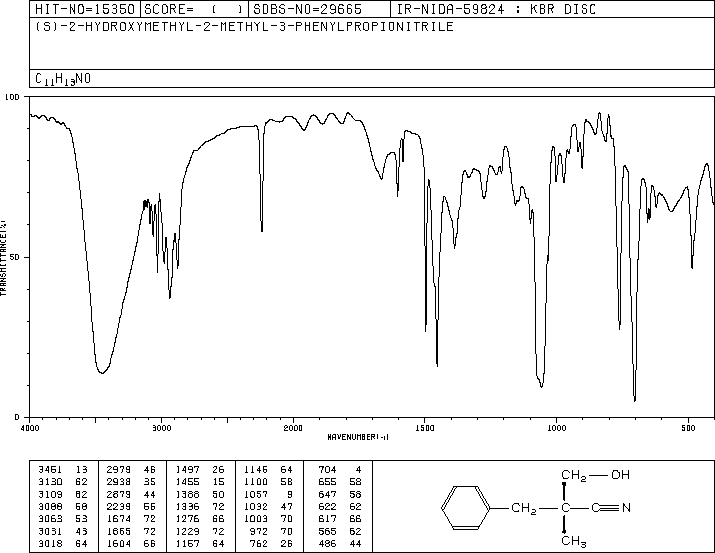 HIT-NO=15350 SCORE= ( ) SDBS-NO=29665 IR-NIDA-59824 : KBR DISC
(S)-2-HYDROXYMETHYL-2-METHYL-3-PHENYLPROPIONITRILE
C11H13NO
100
50
0
TRANSMITTANCE(%)
4000 3000 2000 1500 1000 500
WAVENUMBER(-1)
3461 13 2979 46 1497 26 1146 64 704 4
3130 62 2938 35 1455 15 1100 58 655 58
3109 62 2879 44 1388 50 1057 9 647 58
3088 60 2239 55 1336 72 1032 47 622 62
3063 53 1674 72 1276 66 1003 70 617 66
3031 43 1665 72 1229 72 972 70 565 62
3018 64 1604 66 1157 64 762 26 486 44
CH2—OH
CH2—C—C≡N
CH3